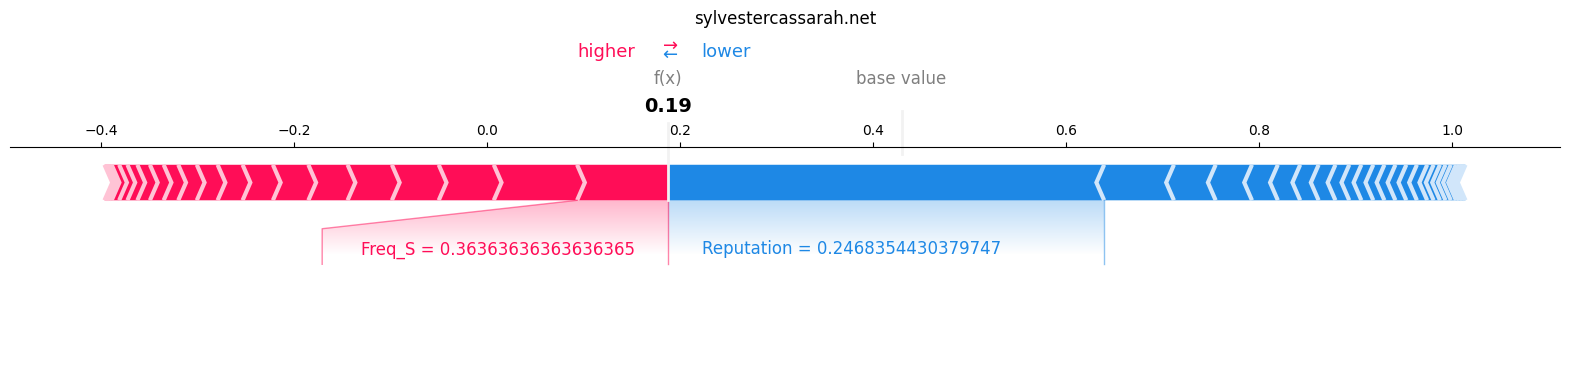 sylvestercassarah.net
higher ⇄ lower
f(x) base value
0.19
−0.4 −0.2 0.0 0.2 0.4 0.6 0.8 1.0
Freq_S = 0.36363636363636365 Reputation = 0.2468354430379747